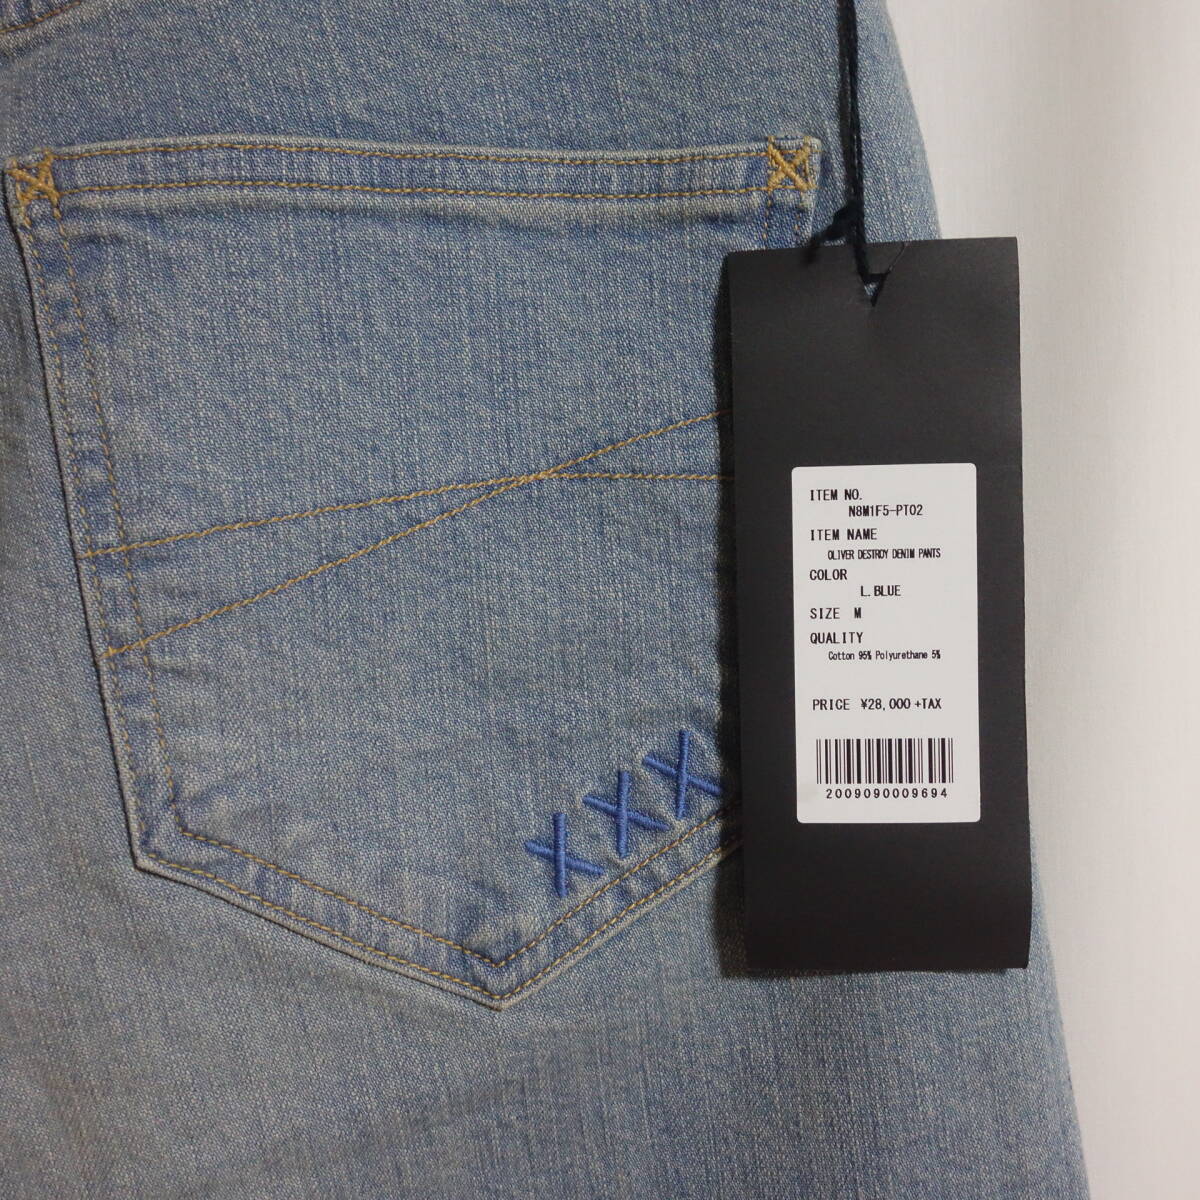 XXX
ITEM NO.
N8M1F5-PT02
ITEM NAME
OLIVER DESTROY DENIM PANTS
COLOR
L.BLUE
SIZE M
QUALITY
Cotton 95% Polyurethane 5%
PRICE ¥28,000 +TAX
2009090009694